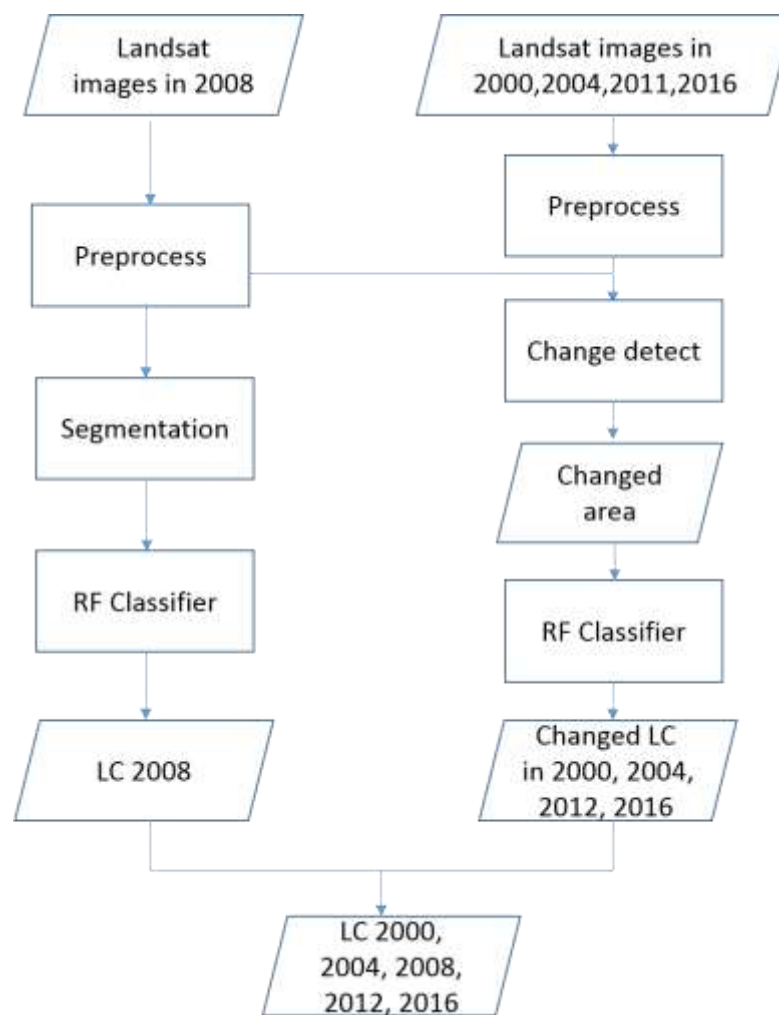 Landsat
images in 2008
Landsat images in
2000,2004,2011,2016
Preprocess
Preprocess
Change detect
Segmentation
Changed
area
RF Classifier
RF Classifier
LC 2008
Changed LC
in 2000, 2004,
2012, 2016
LC 2000,
2004, 2008,
2012, 2016